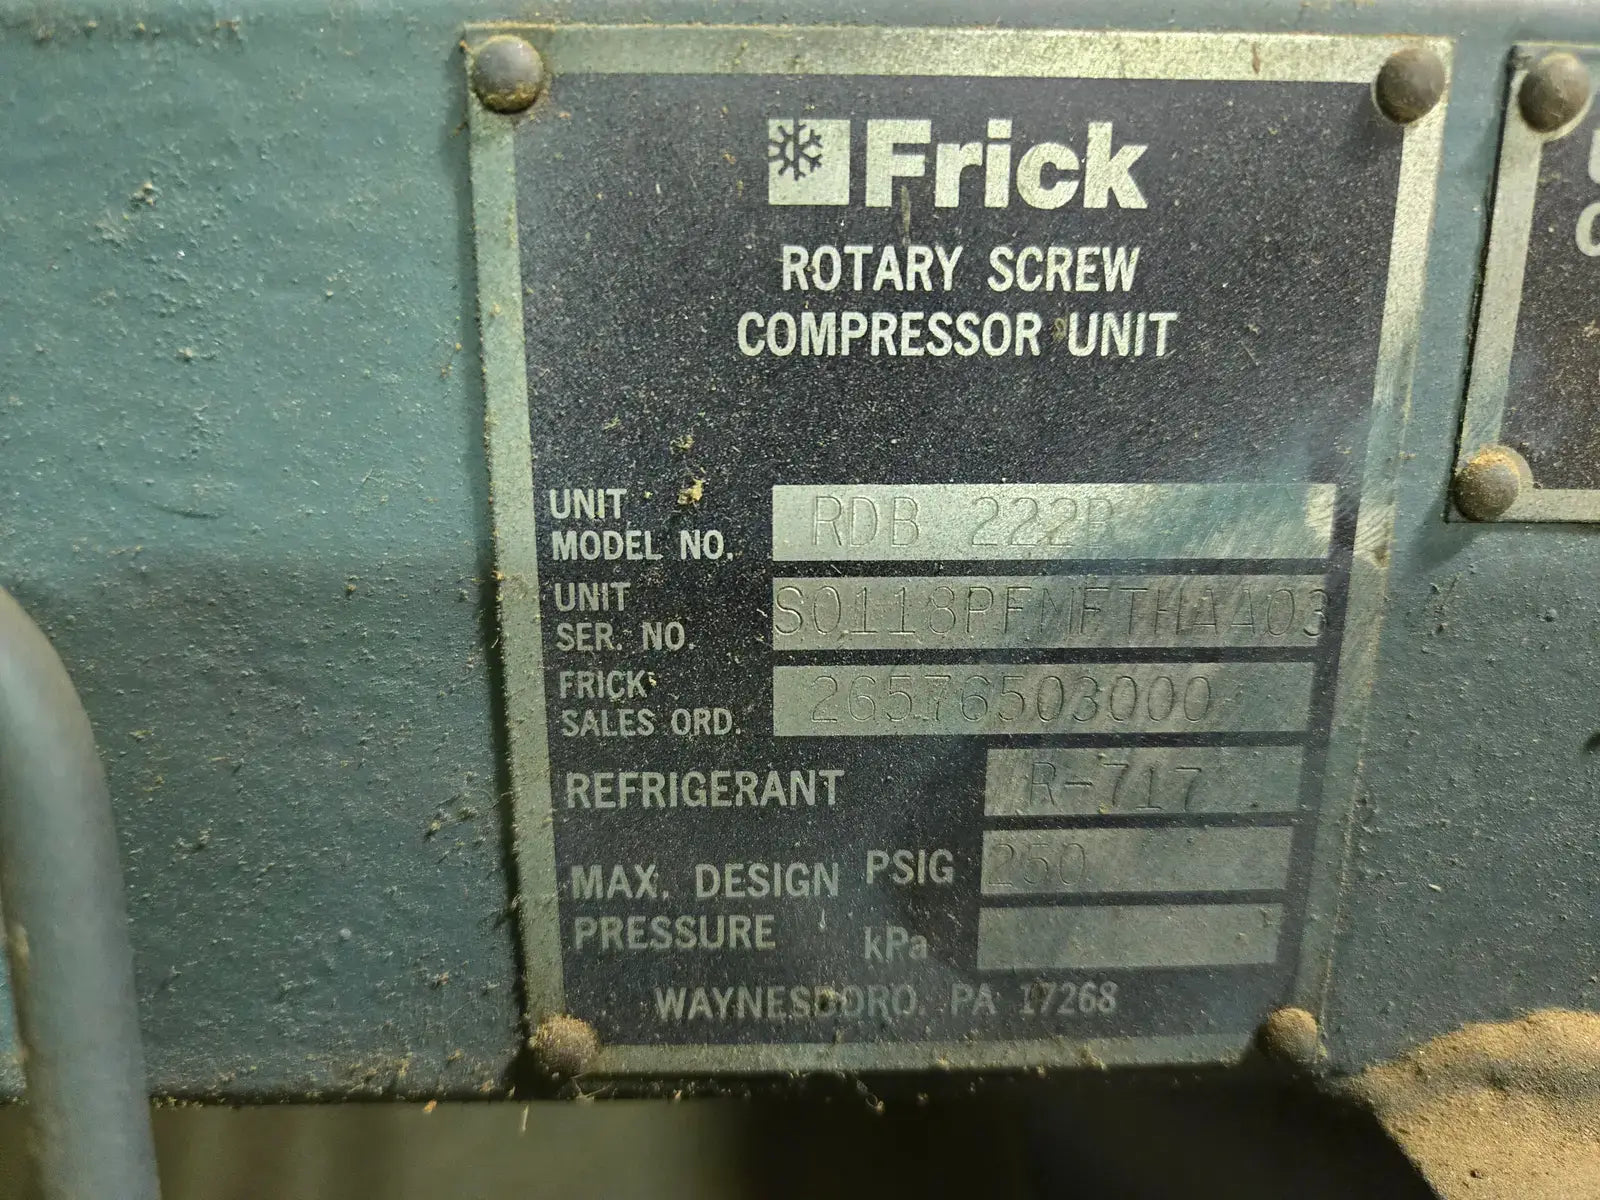 Frick
ROTARY SCREW
COMPRESSOR UNIT
UNIT
MODEL NO. RDB 222B
UNIT
SER. NO. S0118PFMFTHAA03
FRICK
SALES ORD. 26576503000
REFRIGERANT R-717
MAX. DESIGN PSIG 250
PRESSURE kPa
WAYNESBORO, PA 17268